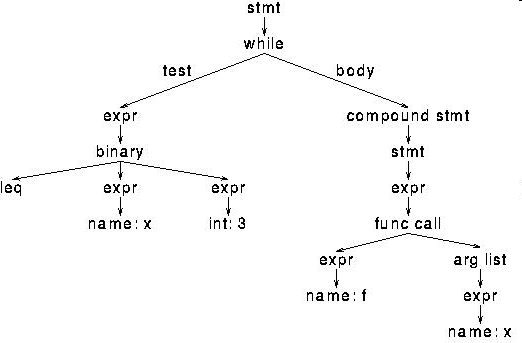 stmt
while
test body
expr compound stmt
binary stmt
leq expr expr expr
name: x int: 3 func call
expr arg list
name: f expr
name: x